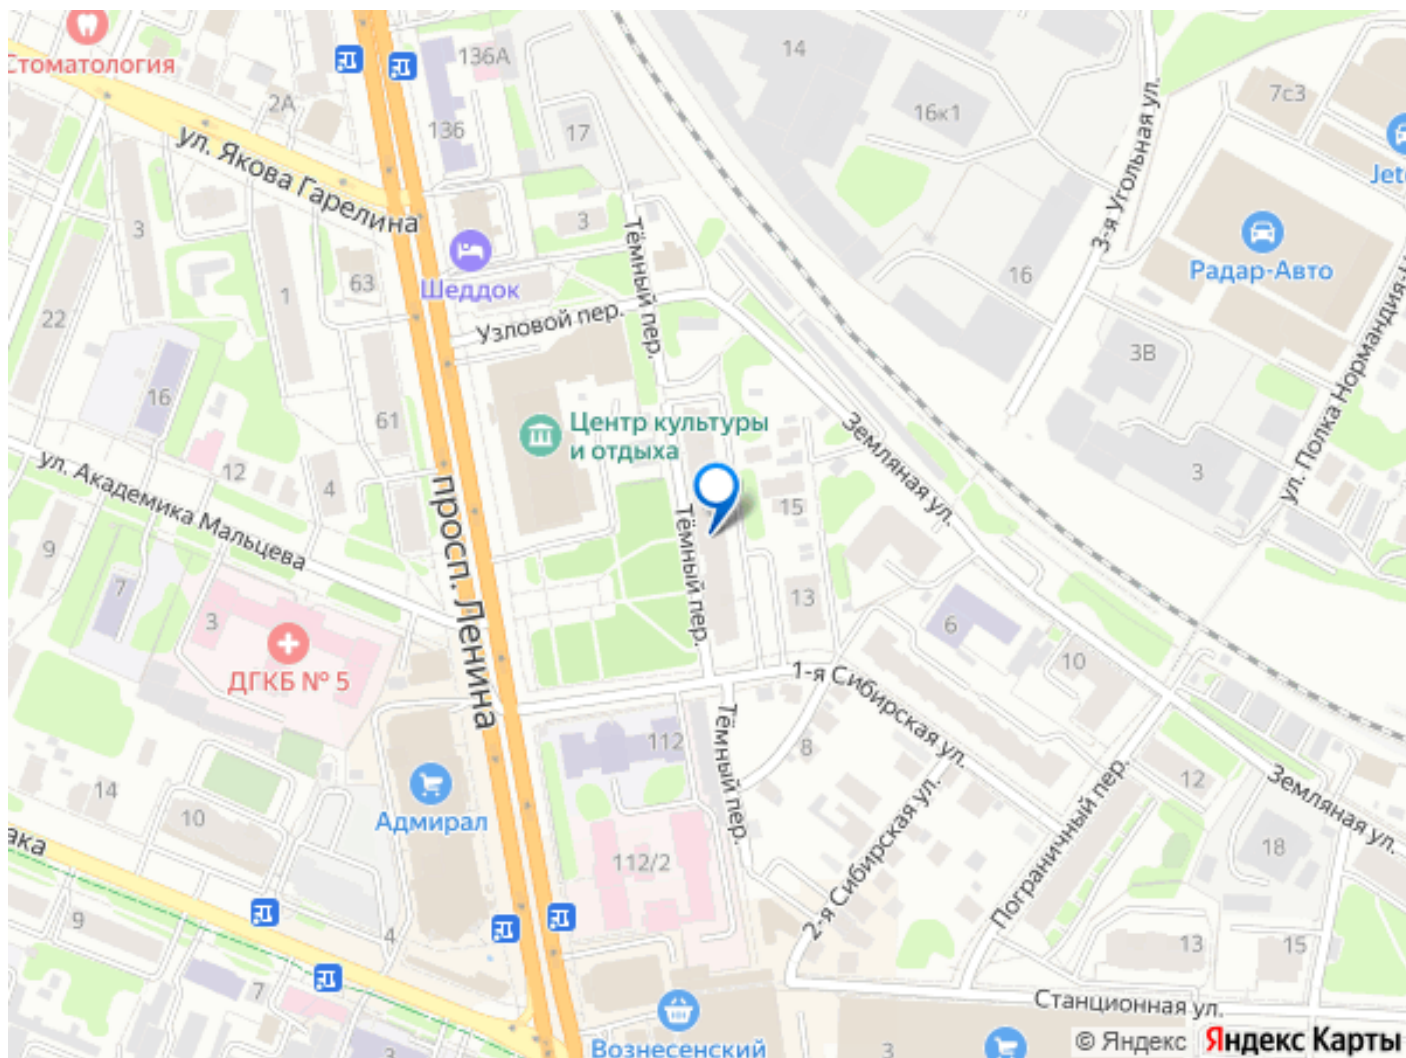 Стоматология
136А
14
2А
136
17
16к1
7с3
ул. Якова Гарелина
3
3
Jet
Тёмный пер.
3-я Угольная ул.
Шеддок
63
1
16
Радар-Авто
22
Узловой пер.
3В
16
61
Центр культуры
и отдыха
Земляная ул.
ул. Полка Нормандия-Н
ул. Академика Мальцева
12
4
просп. Ленина
Тёмный пер.
15
3
9
7
3
13
6
10
ДГКБ № 5
1-я Сибирская ул.
112
Тёмный пер.
8
14
10
Адмирал
112/2
2-я Сибирская ул.
Пограничный пер.
12
Земляная ул.
18
ака
9
4
7
13
15
Станционная ул.
Вознесенский
3
3
© Яндекс Яндекс Карты